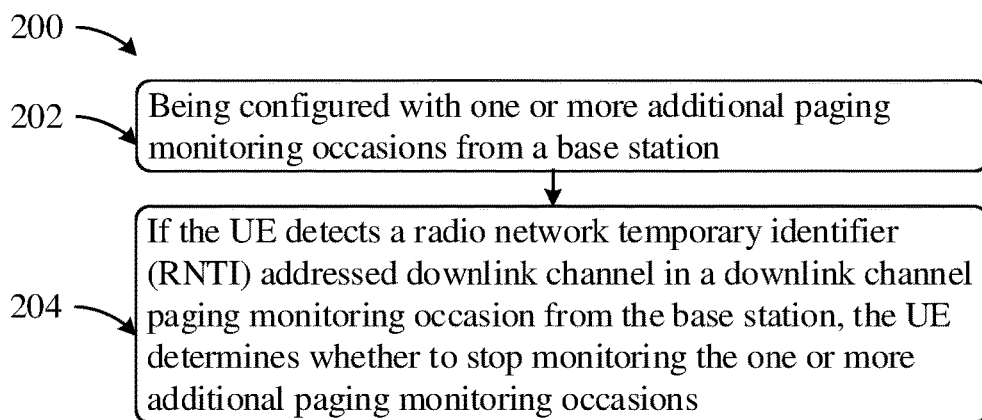 200
202
Being configured with one or more additional paging
monitoring occasions from a base station
204
If the UE detects a radio network temporary identifier
(RNTI) addressed downlink channel in a downlink channel
paging monitoring occasion from the base station, the UE
determines whether to stop monitoring the one or more
additional paging monitoring occasions